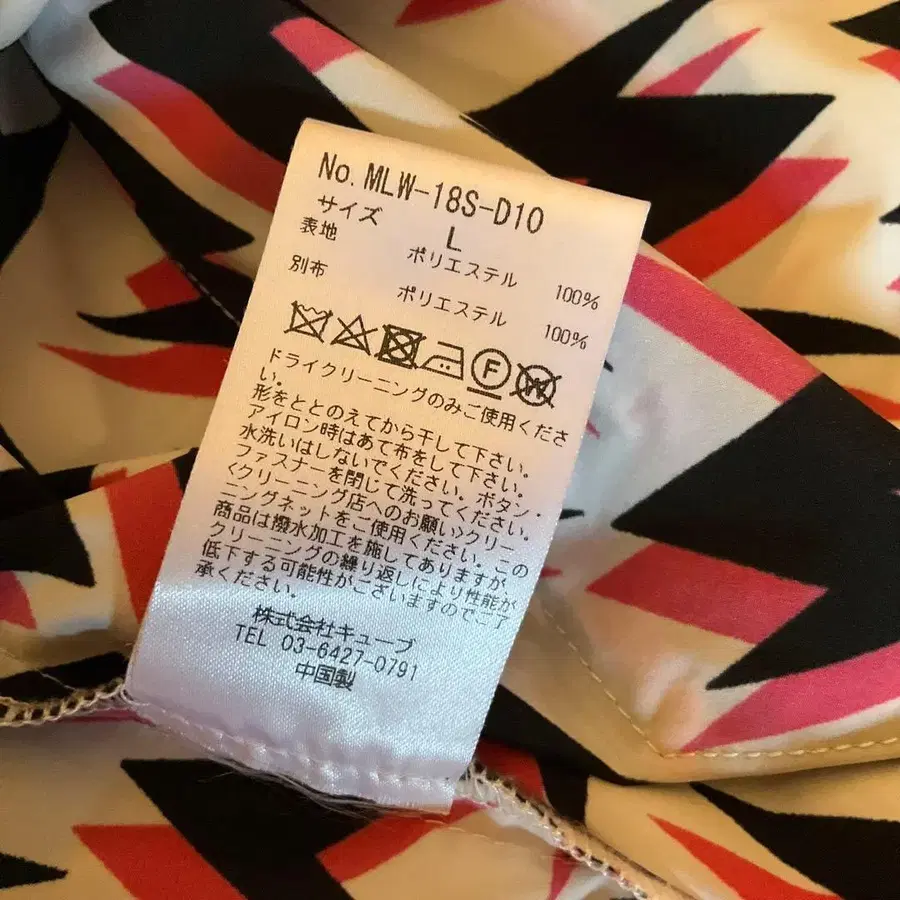 No. MLW-18S-D10
サイズ
L
表地 ポリエステル 100%
別布 ポリエステル 100%
F
W
ドライクリーニングのみご使用くださ
い。
形をととのえてから干して下さい。
アイロン時はあて布をして下さい。
水洗いはしないでください。ボタン・
ファスナーを閉じて洗ってください。
〈クリーニング店へのお願い〉クリー
ニングネットをご使用ください。この
商品は撥水加工を施してありますが
クリーニングの繰り返しにより性能が
低下する可能性がございますのでご了
承ください。
株式会社キューブ
TEL 03-6427-0791
中国製